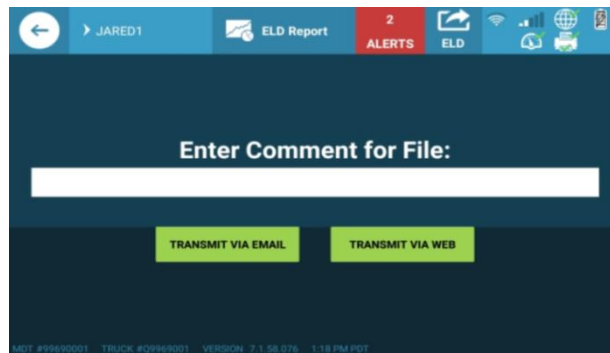 JARED1
ELD Report
2
ALERTS
ELD
Enter Comment for File:
TRANSMIT VIA EMAIL
TRANSMIT VIA WEB
MDT #99690001 TRUCK #Q9969001 VERSION 7.1.58.076 1:18 PM PDT